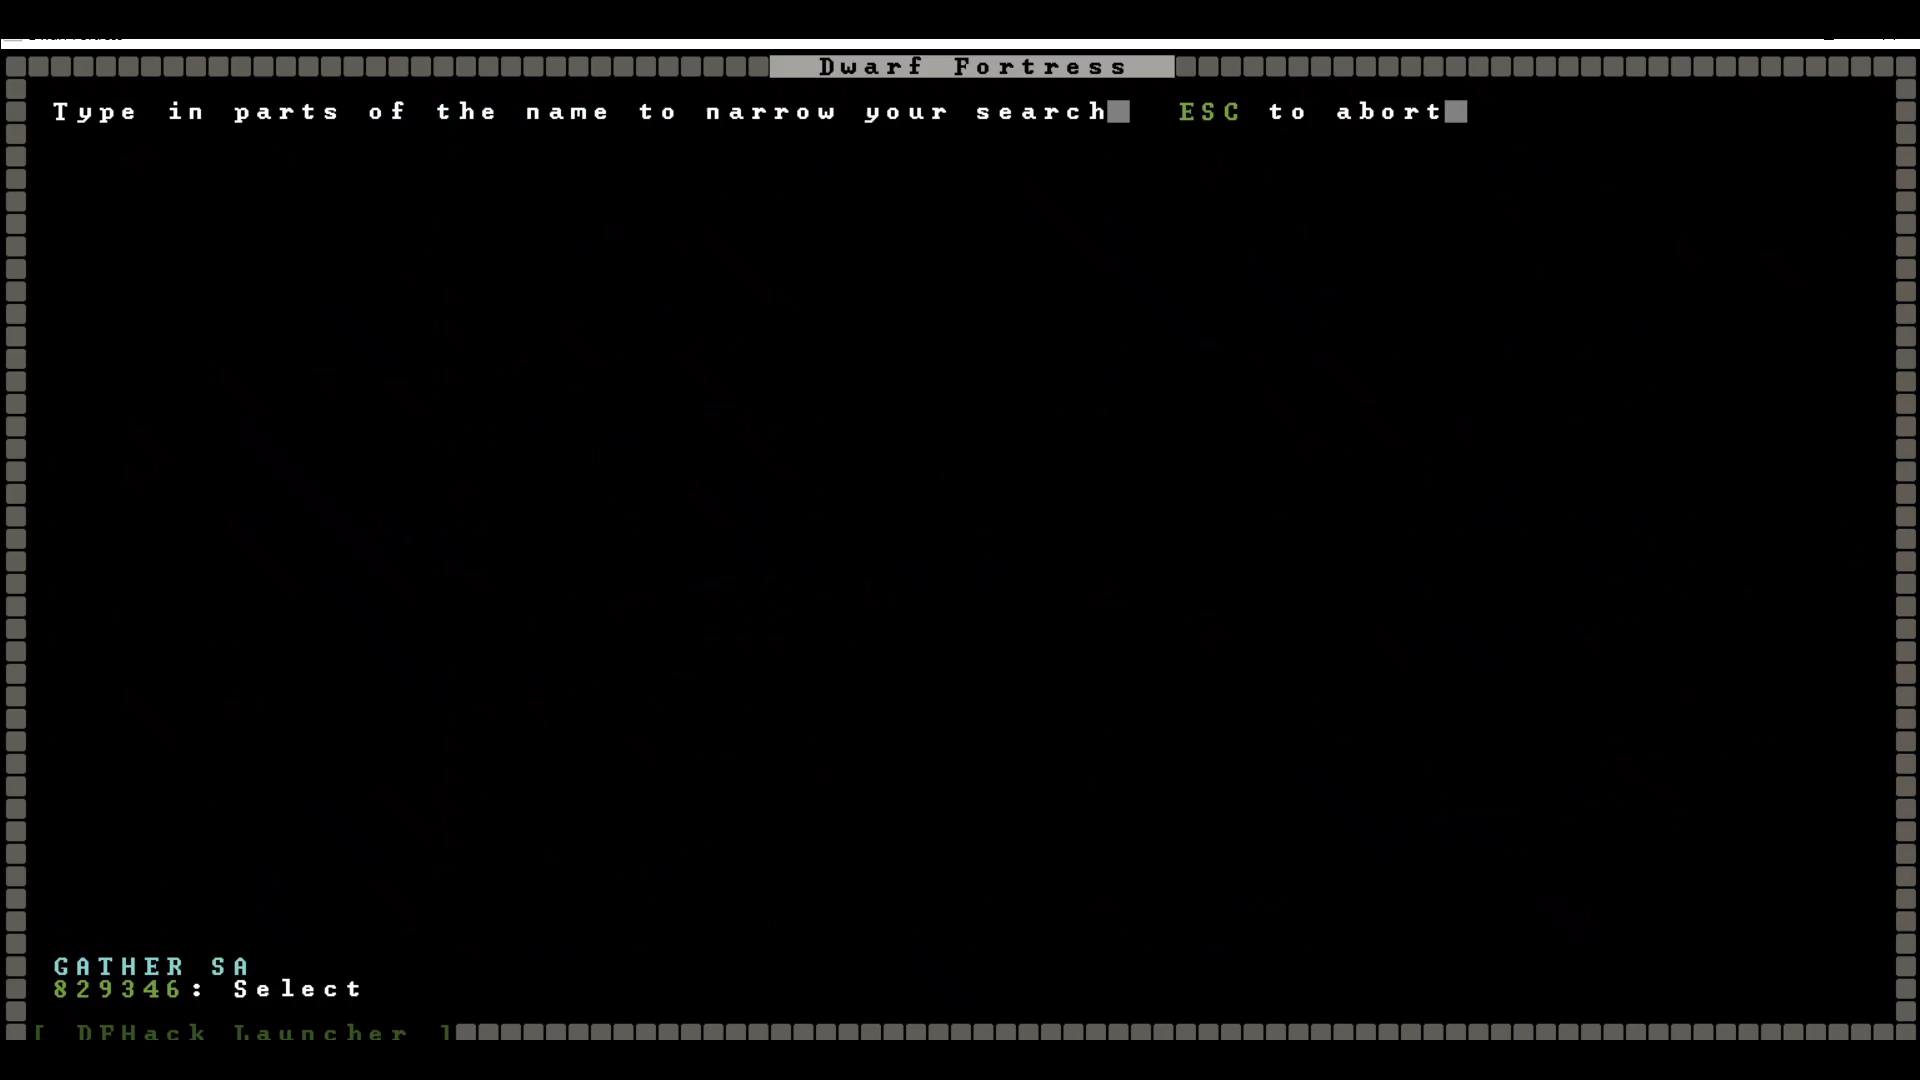 Dwarf Fortress
Type in parts of the name to narrow your search ESC to abort
GATHER SA
829346: Select
[ DFHack Launcher ]